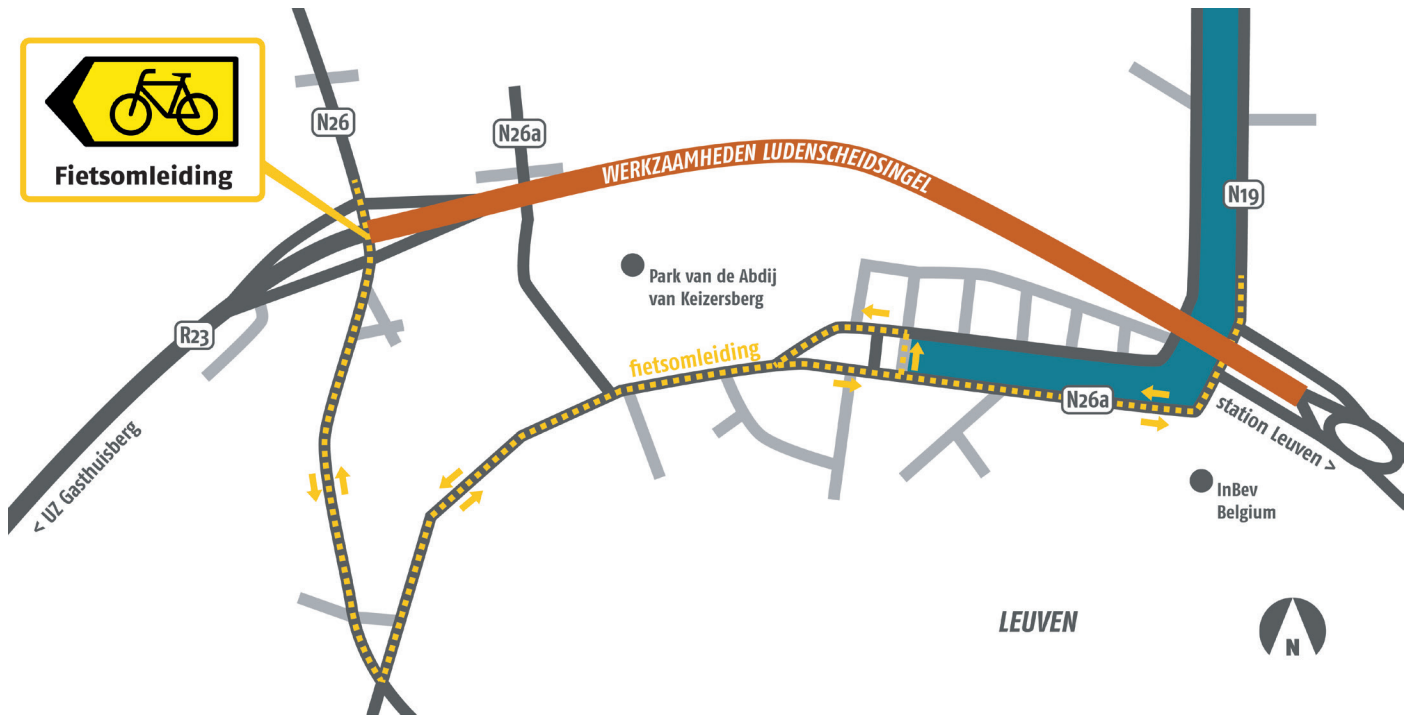 Fietsomleiding
N26
N26a
WERKZAAMHEDEN LUDENSCHEIDSINGEL
N19
R23
Park van de Abdij
van Keizersberg
fietsomleiding
N26a
station Leuven >
< UZ Gasthuisberg
InBev
Belgium
LEUVEN
N